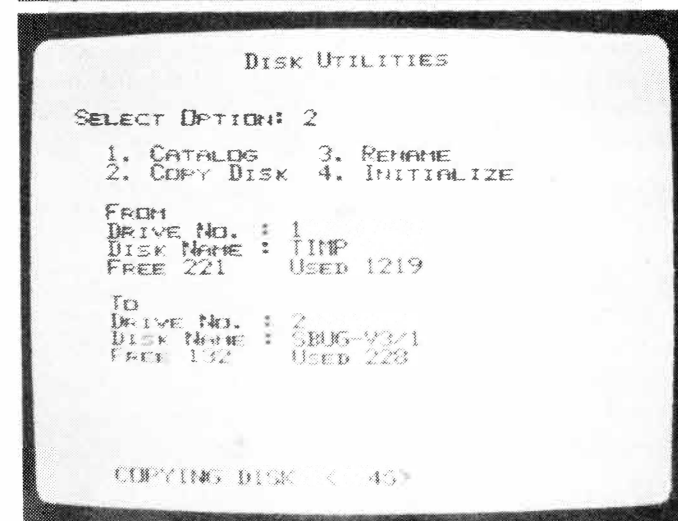 DISK UTILITIES
SELECT OPTION: 2
1. CATALOG 3. RENAME
2. COPY DISK 4. INITIALIZE
FROM
DRIVE NO. : 1
DISK NAME : TIMP
FREE 221 USED 1219
TO
DRIVE NO. : 2
DISK NAME : SBUG-V3/1
FREE 132 USED 228
COPYING DISK < 46>